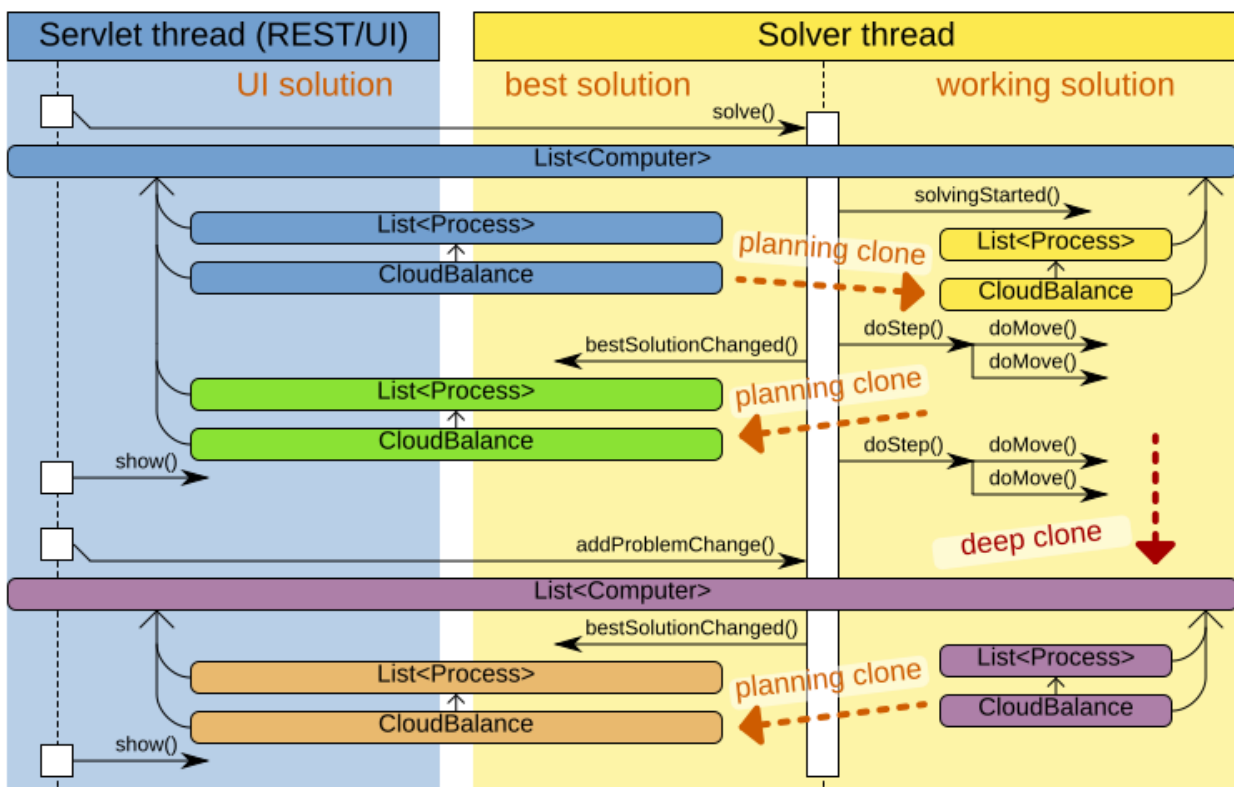 Servlet thread (REST/UI)
Solver thread
UI solution
best solution
working solution
solve()
List<Computer>
solvingStarted()
List<Process>
planning clone
List<Process>
CloudBalance
CloudBalance
doStep()
doMove()
bestSolutionChanged()
doMove()
List<Process>
planning clone
CloudBalance
doStep()
doMove()
show()
doMove()
deep clone
addProblemChange()
List<Computer>
bestSolutionChanged()
List<Process>
List<Process>
planning clone
CloudBalance
CloudBalance
show()